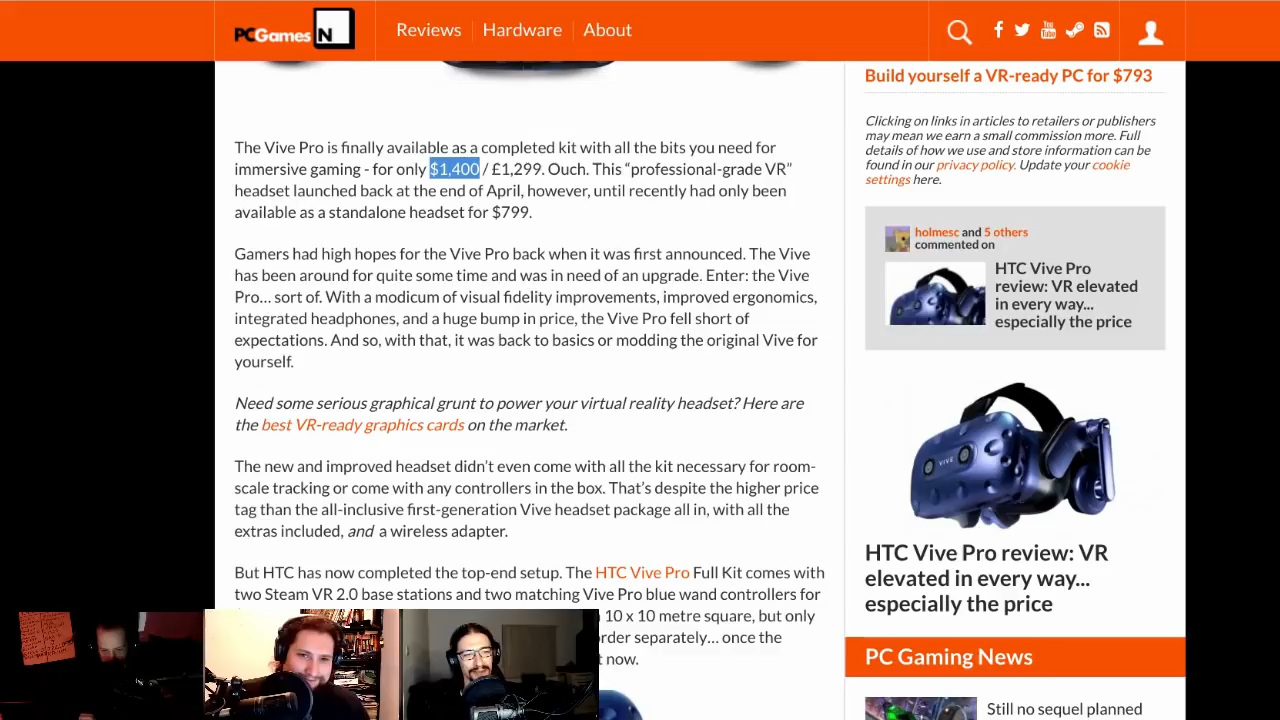 PCGamesN
Reviews
Hardware
About
You
Tube
The Vive Pro is finally available as a completed kit with all the bits you need for
immersive gaming - for only $1,400 / £1,299. Ouch. This “professional-grade VR”
headset launched back at the end of April, however, until recently had only been
available as a standalone headset for $799.
Gamers had high hopes for the Vive Pro back when it was first announced. The Vive
has been around for quite some time and was in need of an upgrade. Enter: the Vive
Pro… sort of. With a modicum of visual fidelity improvements, improved ergonomics,
integrated headphones, and a huge bump in price, the Vive Pro fell short of
expectations. And so, with that, it was back to basics or modding the original Vive for
yourself.
Need some serious graphical grunt to power your virtual reality headset? Here are
the best VR-ready graphics cards on the market.
The new and improved headset didn’t even come with all the kit necessary for room-
scale tracking or come with any controllers in the box. That’s despite the higher price
tag than the all-inclusive first-generation Vive headset package all in, with all the
extras included, and a wireless adapter.
But HTC has now completed the top-end setup. The HTC Vive Pro Full Kit comes with
two Steam VR 2.0 base stations and two matching Vive Pro blue wand controllers for
10 x 10 metre square, but only
order separately… once the
t now.
Build yourself a VR-ready PC for $793
Clicking on links in articles to retailers or publishers
may mean we earn a small commission more. Full
details of how we use and store information can be
found in our privacy policy. Update your cookie
settings here.
holmesc and 5 others
commented on
HTC Vive Pro
review: VR elevated
in every way...
especially the price
VIVE
HTC Vive Pro review: VR
elevated in every way...
especially the price
PC Gaming News
Still no sequel planned